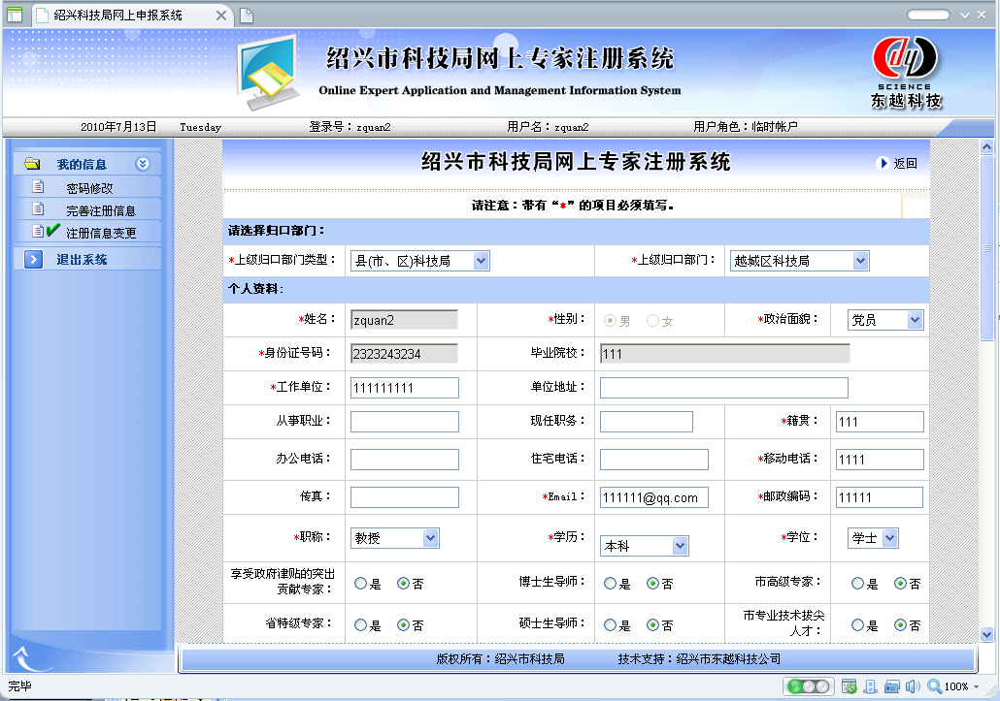 绍兴科技局网上申报系统
绍兴市科技局网上专家注册系统
Online Expert Application and Management Information System
SCIENCE
东越科技
2010年7月13日 Tuesday 登录号：zquan2 用户名：zquan2 用户角色：临时帐户
我的信息
密码修改
完善注册信息
注册信息变更
退出系统
绍兴市科技局网上专家注册系统 返回
请注意：带有“*”的项目必须填写。
请选择归口部门：
*上级归口部门类型： 县(市、区)科技局 *上级归口部门： 越城区科技局
个人资料：
*姓名： zquan2 *性别： 男 女 *政治面貌： 党员
*身份证号码： 2323243234 毕业院校： 111
*工作单位： 111111111 单位地址：
从事职业： 现任职务： *籍贯： 111
办公电话： 住宅电话： *移动电话： 1111
传真： *Email： 111111@qq.com *邮政编码： 11111
*职称： 教授 *学历： 本科 *学位： 学士
享受政府津贴的突出
贡献专家： 是 否 博士生导师： 是 否 市高级专家： 是 否
省特级专家： 是 否 硕士生导师： 是 否 市专业技术拔尖
人才： 是 否
版权所有：绍兴市科技局 技术支持：绍兴市东越科技公司
完毕 100%